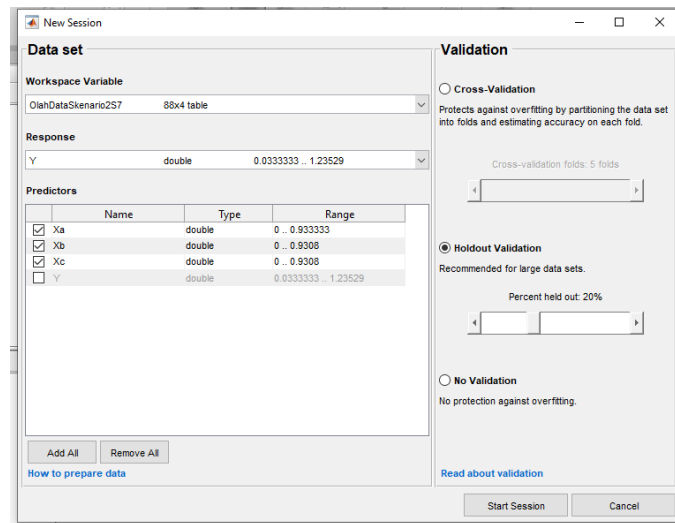 New Session
Data set
Workspace Variable
OlahDataSkenario2S7 88x4 table
Response
Y double 0.0333333 .. 1.23529
Predictors
Name Type Range
Xa double 0 .. 0.933333
Xb double 0 .. 0.9308
Xc double 0 .. 0.9308
Y double 0.0333333 .. 1.23529
Add All Remove All
How to prepare data
Validation
Cross-Validation
Protects against overfitting by partitioning the data set
into folds and estimating accuracy on each fold.
Cross-validation folds: 5 folds
Holdout Validation
Recommended for large data sets.
Percent held out: 20%
No Validation
No protection against overfitting.
Read about validation
Start Session Cancel